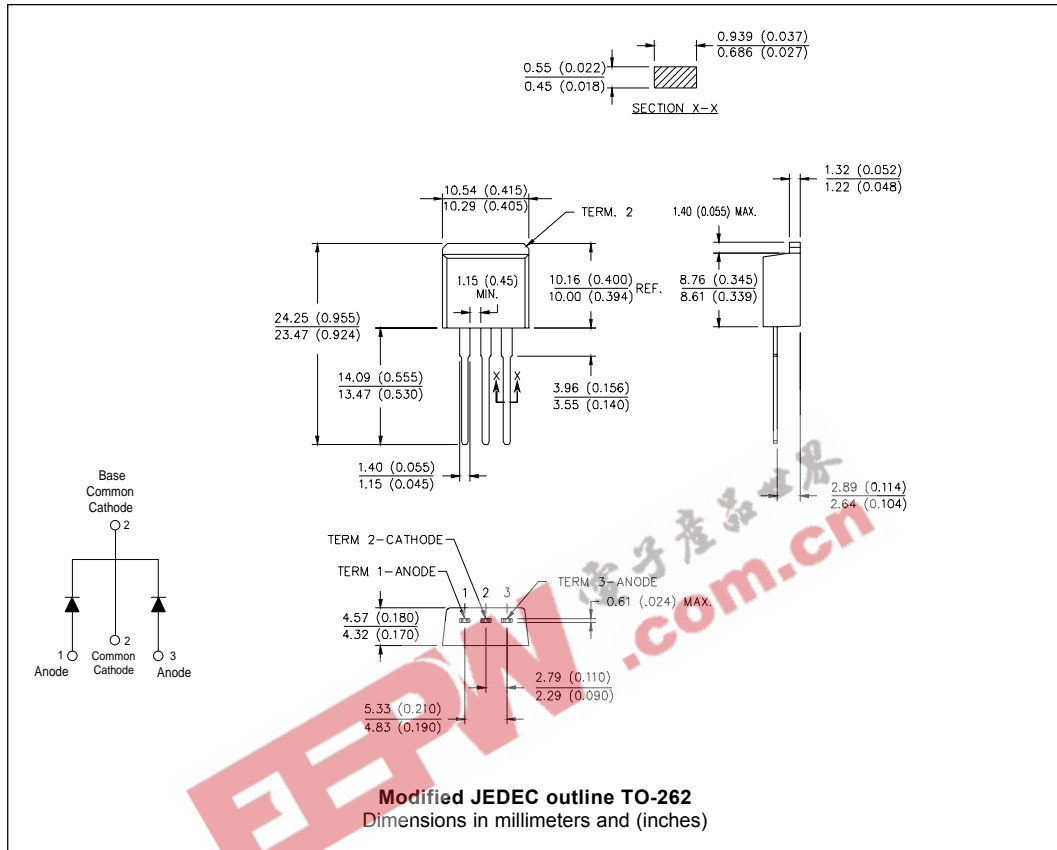 0.939 (0.037)
0.686 (0.027)
0.55 (0.022)
0.45 (0.018)
SECTION X-X
1.32 (0.052)
1.22 (0.048)
10.54 (0.415)
10.29 (0.405)
TERM. 2
1.40 (0.055) MAX.
1.15 (0.45)
MIN.
10.16 (0.400)
10.00 (0.394)
REF.
8.76 (0.345)
8.61 (0.339)
24.25 (0.955)
23.47 (0.924)
14.09 (0.555)
13.47 (0.530)
X X
3.96 (0.156)
3.55 (0.140)
1.40 (0.055)
1.15 (0.045)
2.89 (0.114)
2.64 (0.104)
Base
Common
Cathode
2
1
Anode
2
Common
Cathode
3
Anode
TERM 2-CATHODE
TERM 1-ANODE
TERM 3-ANODE
1 2 3
0.61 (.024) MAX.
4.57 (0.180)
4.32 (0.170)
2.79 (0.110)
2.29 (0.090)
5.33 (0.210)
4.83 (0.190)
電子產品世界
EEPW.com.cn
Modified JEDEC outline TO-262
Dimensions in millimeters and (inches)